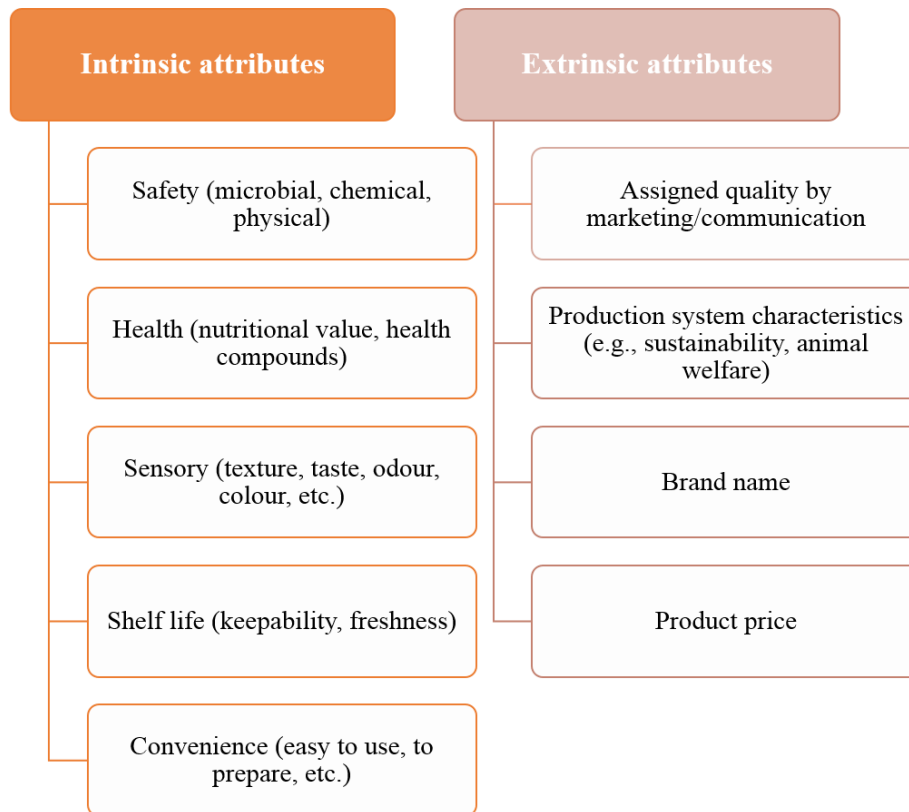 Intrinsic attributes
Safety (microbial, chemical,
physical)
Health (nutritional value, health
compounds)
Sensory (texture, taste, odour,
colour, etc.)
Shelf life (keepability, freshness)
Convenience (easy to use, to
prepare, etc.)
Extrinsic attributes
Assigned quality by
marketing/communication
Production system characteristics
(e.g., sustainability, animal
welfare)
Brand name
Product price